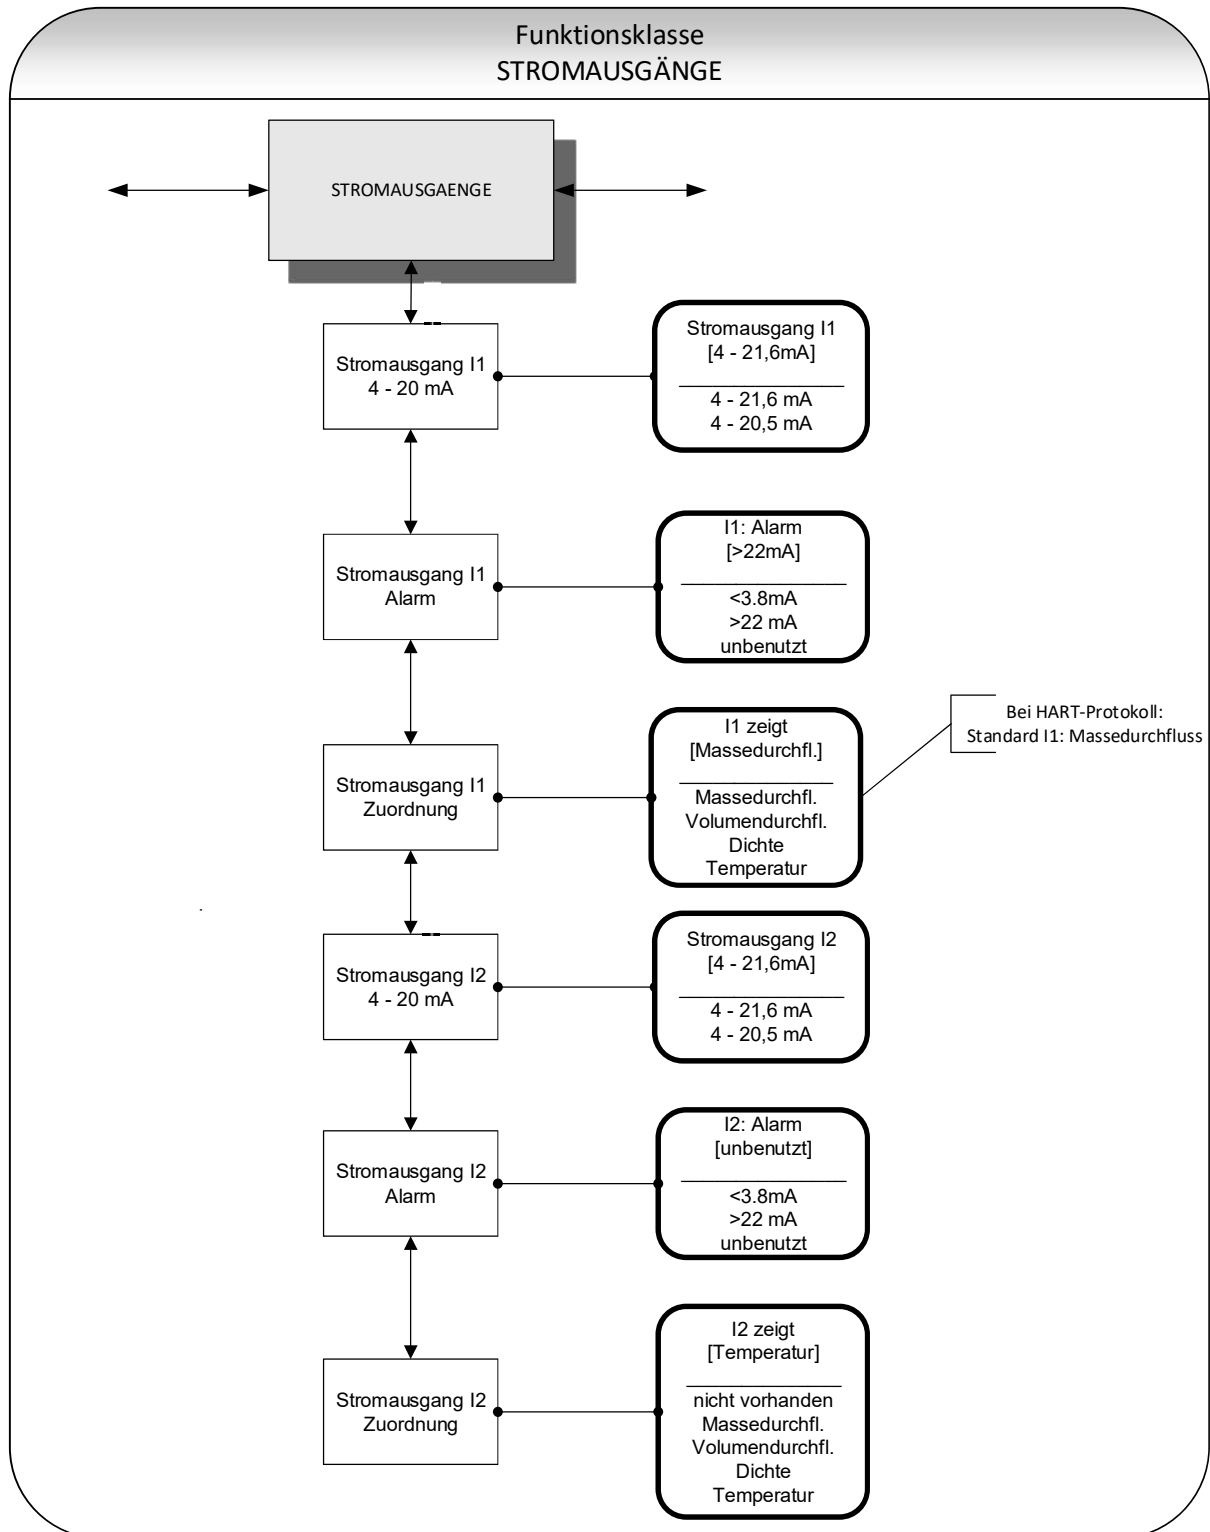 Funktionsklasse
STROMAUSGÄNGE
STROMAUSGAENGE
Stromausgang I1
4 - 20 mA
Stromausgang I1
[4 - 21,6mA]
4 - 21,6 mA
4 - 20,5 mA
Stromausgang I1
Alarm
I1: Alarm
[>22mA]
<3.8mA
>22 mA
unbenutzt
Stromausgang I1
Zuordnung
I1 zeigt
[Massedurchfl.]
Massedurchfl.
Volumendurchfl.
Dichte
Temperatur
Bei HART-Protokoll:
Standard I1: Massedurchfluss
Stromausgang I2
4 - 20 mA
Stromausgang I2
[4 - 21,6mA]
4 - 21,6 mA
4 - 20,5 mA
Stromausgang I2
Alarm
I2: Alarm
[unbenutzt]
<3.8mA
>22 mA
unbenutzt
Stromausgang I2
Zuordnung
I2 zeigt
[Temperatur]
nicht vorhanden
Massedurchfl.
Volumendurchfl.
Dichte
Temperatur